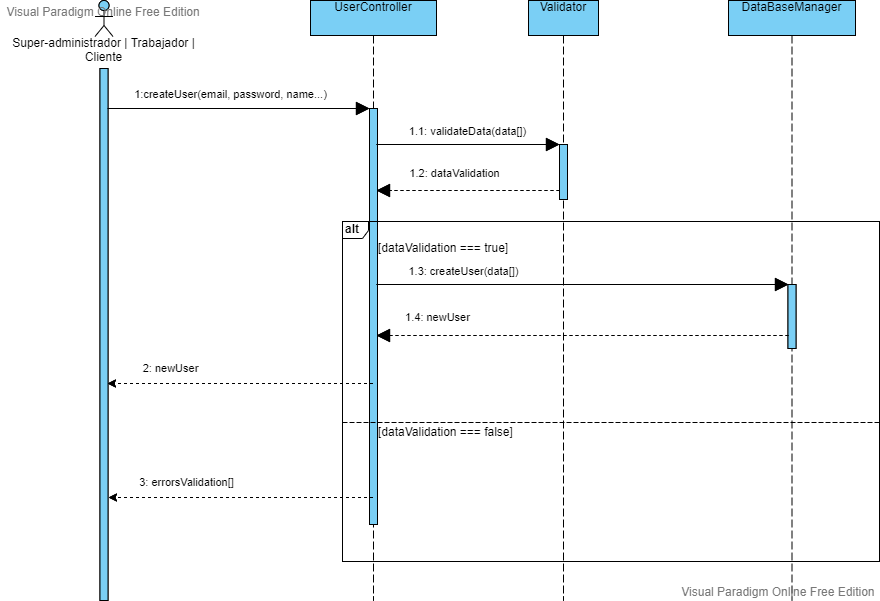 Visual Paradigm Online Free Edition
UserController
Validator
DataBaseManager
Super-administrador | Trabajador |
Cliente
1:createUser(email, password, name...)
1.1: validateData(data[])
1.2: dataValidation
alt
[dataValidation === true]
1.3: createUser(data[])
1.4: newUser
2: newUser
[dataValidation === false]
3: errorsValidation[]
Visual Paradigm Online Free Edition